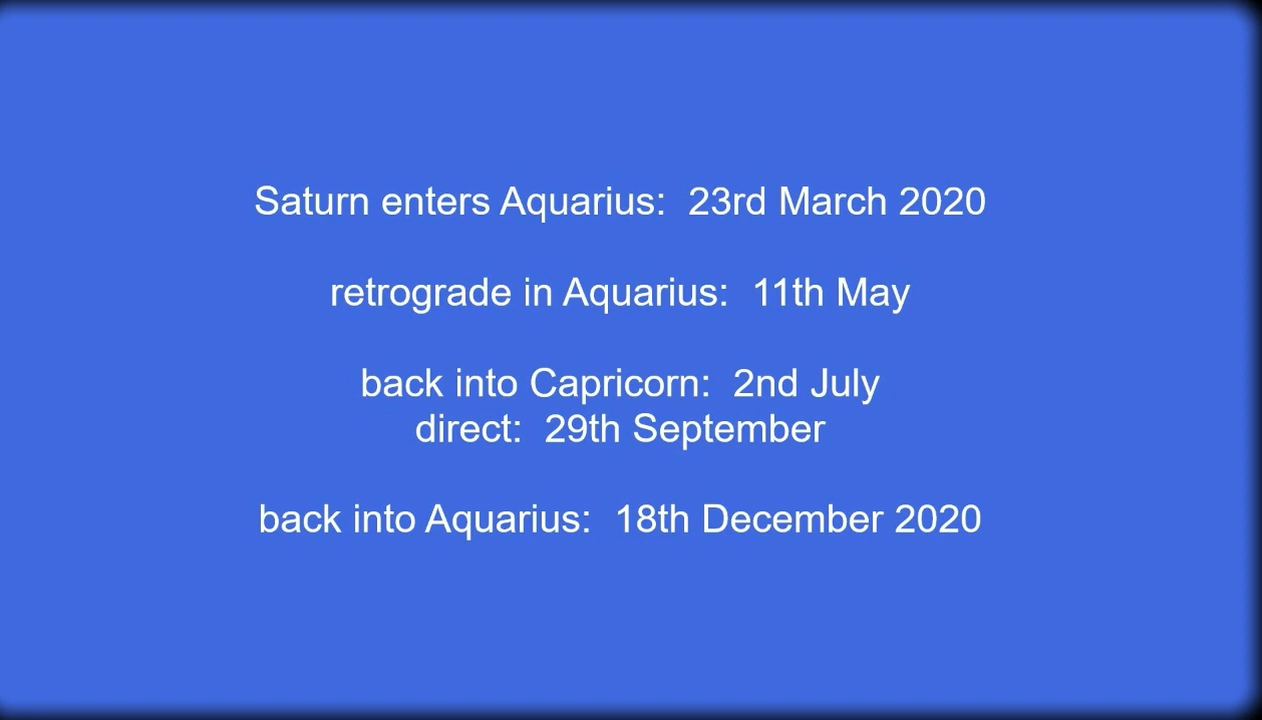 Saturn enters Aquarius:  23rd March 2020
retrograde in Aquarius:  11th May
back into Capricorn:  2nd July
direct:  29th September
back into Aquarius:  18th December 2020